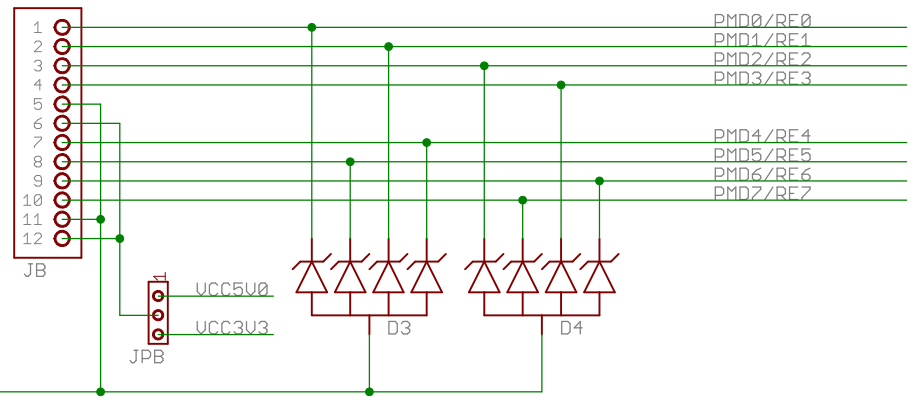 1 PMD0/RE0
2 PMD1/RE1
3 PMD2/RE2
4 PMD3/RE3
5
6
7 PMD4/RE4
8 PMD5/RE5
9 PMD6/RE6
10 PMD7/RE7
11
12
JB
1
VCC5V0
VCC3V3
JPB
D3
D4